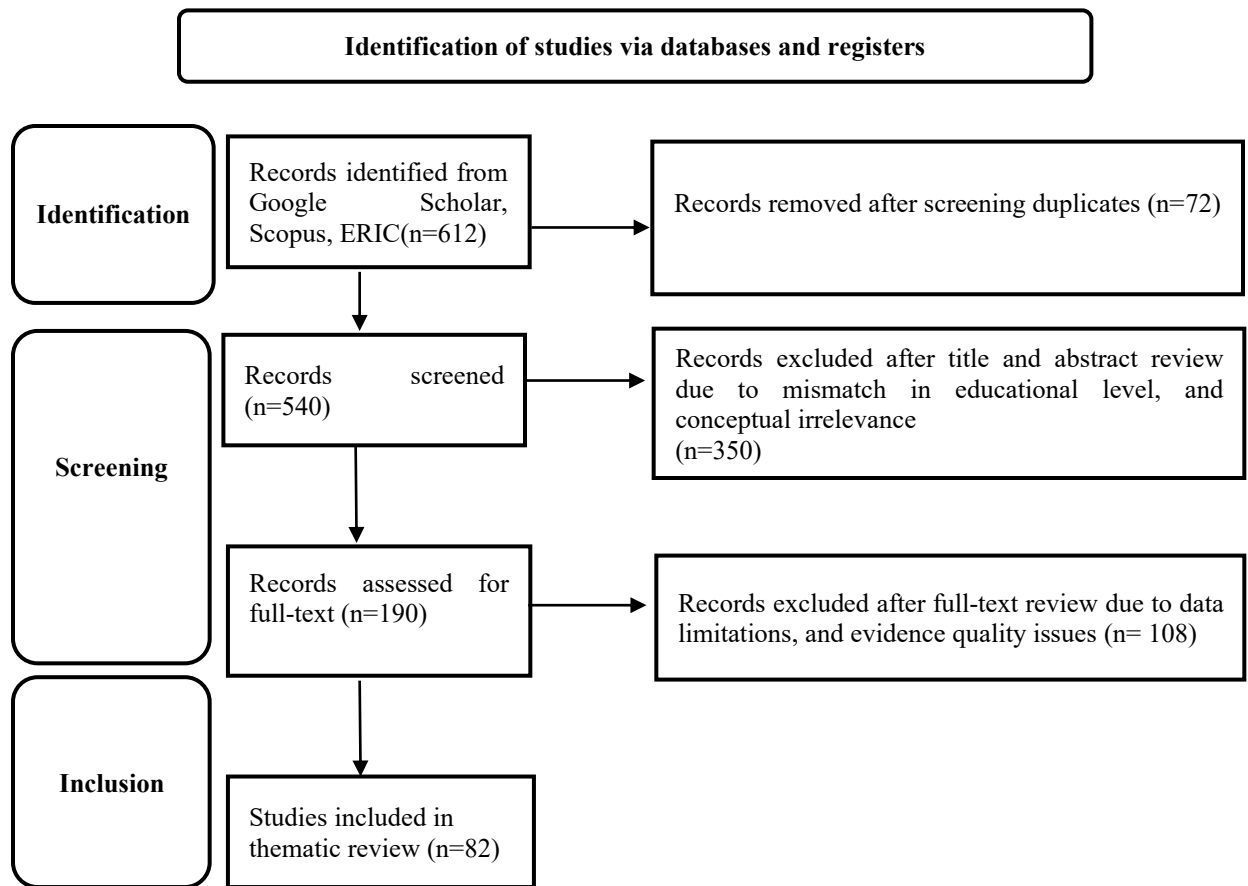 Identification of studies via databases and registers
Identification
Records identified from
Google Scholar,
Scopus, ERIC(n=612)
Records removed after screening duplicates (n=72)
Screening
Records screened
(n=540)
Records excluded after title and abstract review
due to mismatch in educational level, and
conceptual irrelevance
(n=350)
Records assessed for
full-text (n=190)
Records excluded after full-text review due to data
limitations, and evidence quality issues (n= 108)
Inclusion
Studies included in
thematic review (n=82)